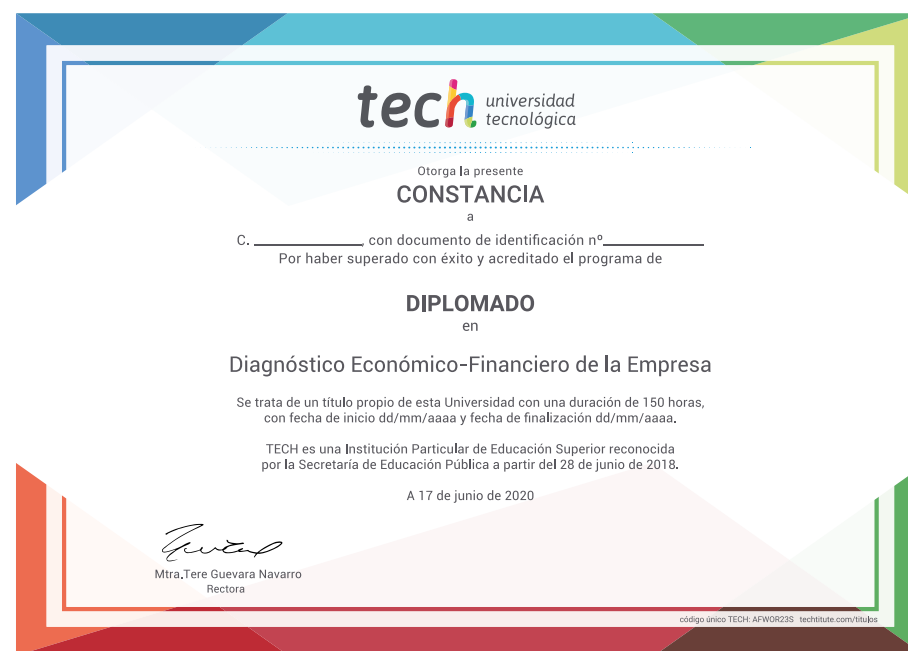 tech universidad
tecnológica
Otorga la presente
CONSTANCIA
a
C. ____________, con documento de identificación nº____________
Por haber superado con éxito y acreditado el programa de
DIPLOMADO
en
Diagnóstico Económico-Financiero de la Empresa
Se trata de un título propio de esta Universidad con una duración de 150 horas,
con fecha de inicio dd/mm/aaaa y fecha de finalización dd/mm/aaaa.
TECH es una Institución Particular de Educación Superior reconocida
por la Secretaría de Educación Pública a partir del 28 de junio de 2018.
A 17 de junio de 2020
Mtra.Tere Guevara Navarro
Rectora
código único TECH: AFWOR23S techtitute.com/titulos